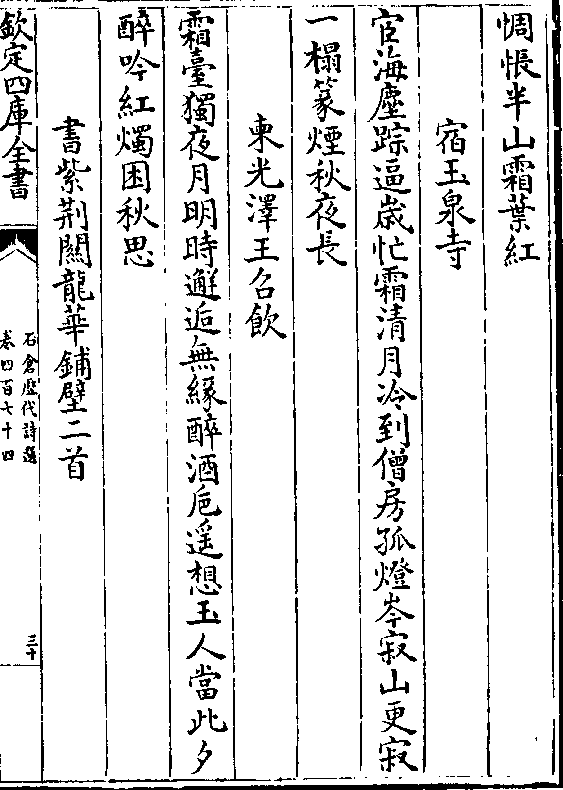 惆悵半山霜葉紅
宿玉泉寺
宦海塵踪逼歲忙霜清月冷到僧房孤燈岑寂山更寂
一榻篆煙秋夜長
柬光澤王召飲
霜臺獨夜月明時邂逅無緣醉酒巵遥想玉人當此夕
醉吟紅燭困秋思
書紫荆關龍華鋪壁二首
欽定四庫全書
石倉歴代詩選
卷四百七十四
三十